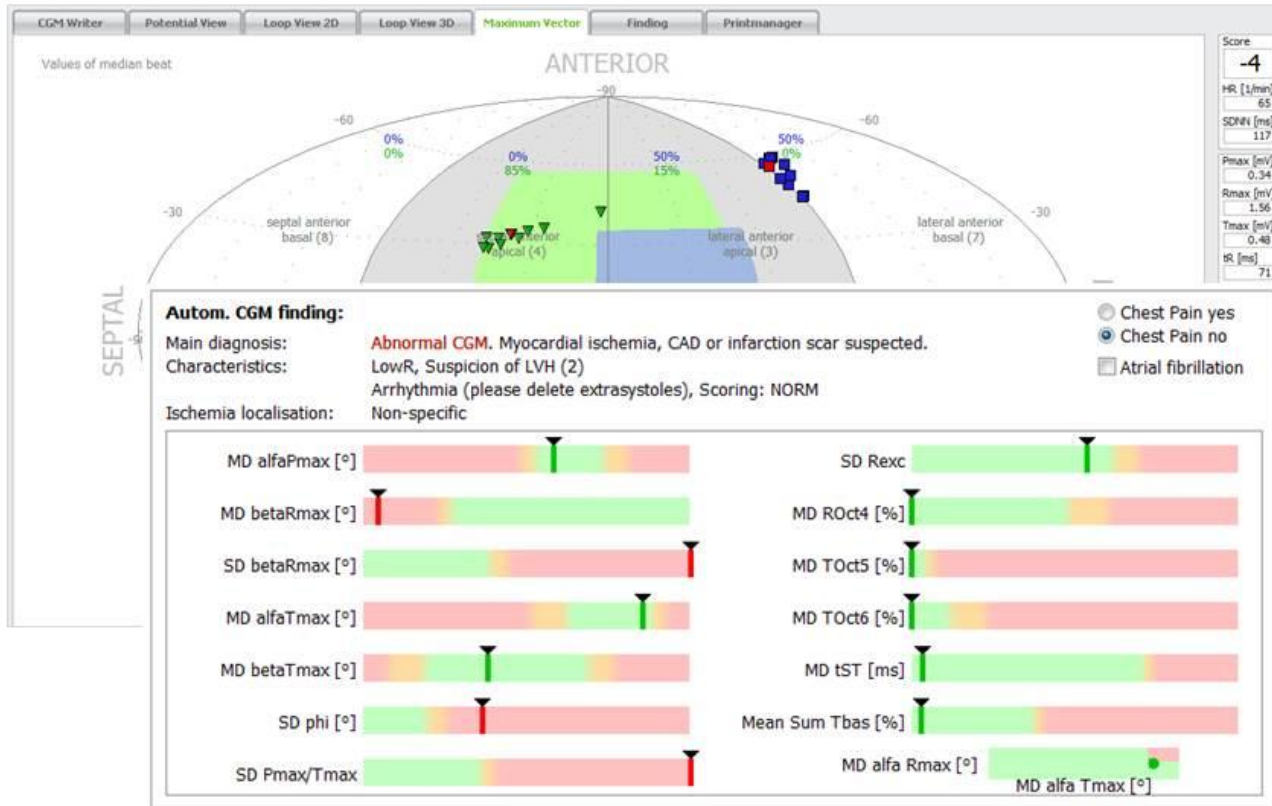 CGM Writer
Potential View
Loop View 2D
Loop View 3D
Maximum Vector
Finding
Printmanager
Values of median beat
ANTERIOR
-90
-60
-60
0%
0%
0%
85%
50%
15%
50%
0%
-30
-30
septal anterior
basal (8)
anterior
apical (4)
lateral anterior
apical (3)
lateral anterior
basal (7)
SEPTAL
Score
-4
HR [1/min]
65
SDNN [ms]
117
Pmax [mV]
0.34
Rmax [mV]
1.56
Tmax [mV]
0.48
tR [ms]
71
Autom. CGM finding:
Main diagnosis: Abnormal CGM. Myocardial ischemia, CAD or infarction scar suspected.
Characteristics: LowR, Suspicion of LVH (2)
Arrhythmia (please delete extrasystoles), Scoring: NORM
Ischemia localisation: Non-specific
Chest Pain yes
Chest Pain no
Atrial fibrillation
MD alfaPmax [°]
MD betaRmax [°]
SD betaRmax [°]
MD alfaTmax [°]
MD betaTmax [°]
SD phi [°]
SD Pmax/Tmax
SD Rexc
MD ROct4 [%]
MD TOct5 [%]
MD TOct6 [%]
MD tST [ms]
Mean Sum Tbas [%]
MD alfa Rmax [°]
MD alfa Tmax [°]